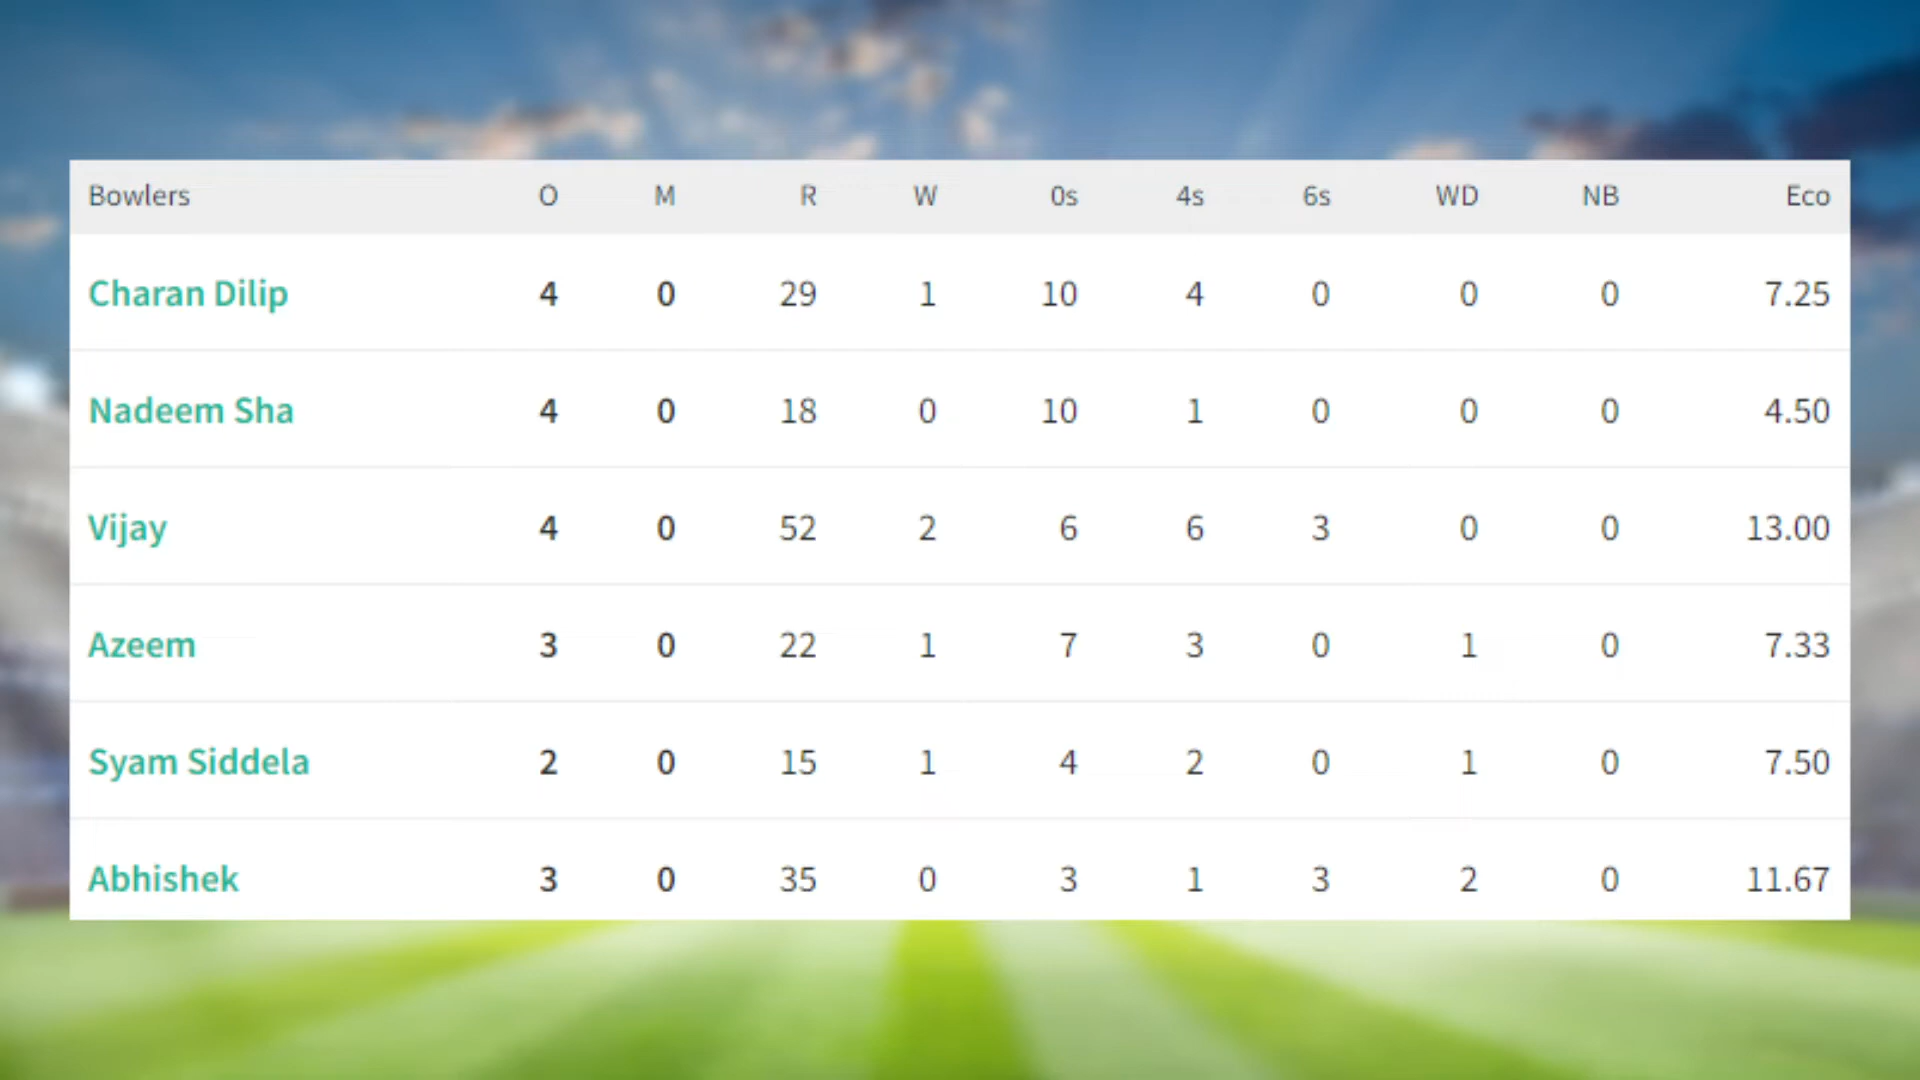 Bowlers O M R W 0s 4s 6s WD NB Eco
Charan Dilip 4 0 29 1 10 4 0 0 0 7.25
Nadeem Sha 4 0 18 0 10 1 0 0 0 4.50
Vijay 4 0 52 2 6 6 3 0 0 13.00
Azeem 3 0 22 1 7 3 0 1 0 7.33
Syam Siddela 2 0 15 1 4 2 0 1 0 7.50
Abhishek 3 0 35 0 3 1 3 2 0 11.67